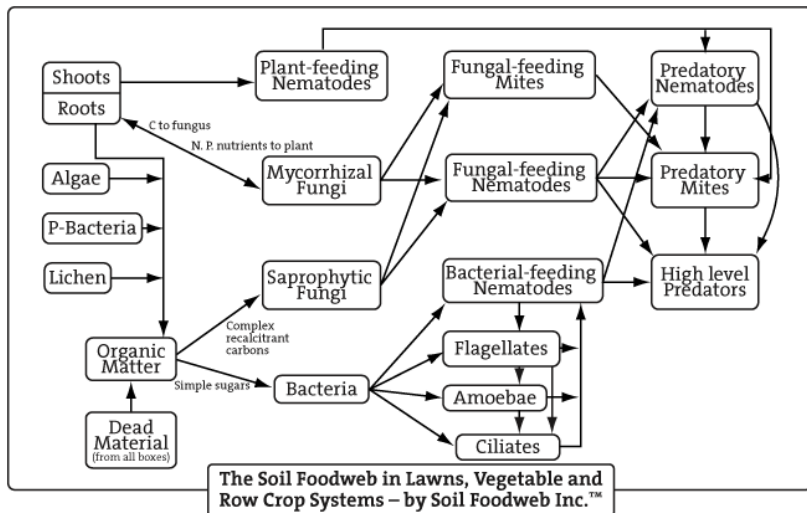 Shoots
Roots
Plant-feeding
Nematodes
Fungal-feeding
Mites
Predatory
Nematodes
C to fungus
N. P. nutrients to plant
Algae
Mycorrhizal
Fungi
Fungal-feeding
Nematodes
Predatory
Mites
P-Bacteria
Lichen
Saprophytic
Fungi
Bacterial-feeding
Nematodes
High level
Predators
Complex
recalcitrant
carbons
Organic
Matter
Simple sugars
Bacteria
Flagellates
Amoebae
Ciliates
Dead
Material
(from all boxes)
The Soil Foodweb in Lawns, Vegetable and
Row Crop Systems – by Soil Foodweb Inc.™